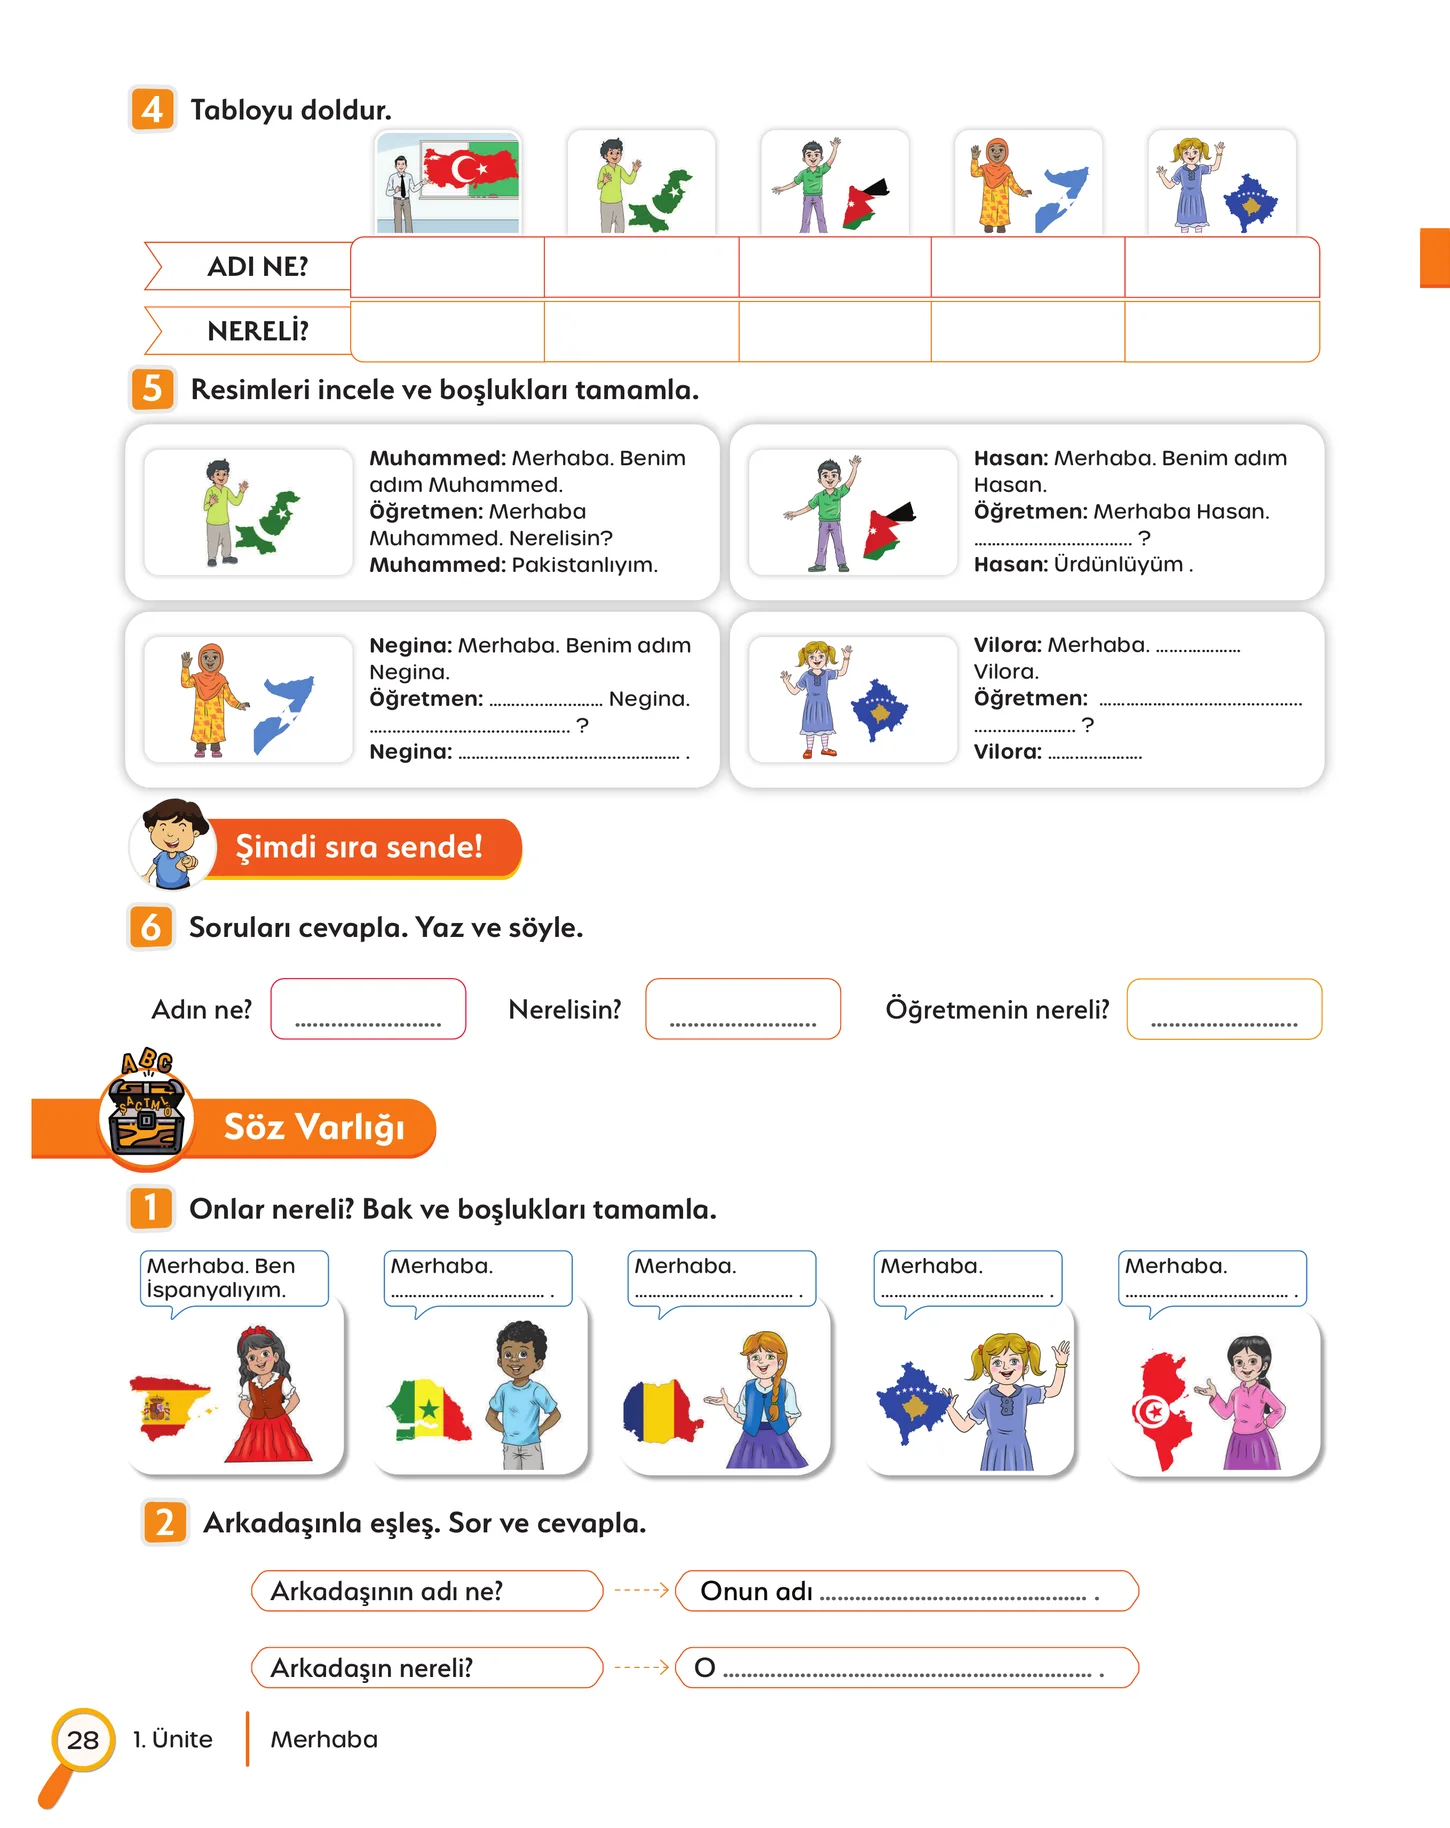 4 Tabloyu doldur.
ADI NE?
NERELİ?
5 Resimleri incele ve boşlukları tamamla.
Muhammed: Merhaba. Benim
adım Muhammed.
Öğretmen: Merhaba
Muhammed. Nerelisin?
Muhammed: Pakistanlıyım.
Hasan: Merhaba. Benim adım
Hasan.
Öğretmen: Merhaba Hasan.
................................ ?
Hasan: Ürdünlüyüm .
Negina: Merhaba. Benim adım
Negina.
Öğretmen: ....................... Negina.
........................................ ?
Negina: ............................................ .
Vilora: Merhaba. .................
Vilora.
Öğretmen: ........................................
.................... ?
Vilora: ...................
Şimdi sıra sende!
6 Soruları cevapla. Yaz ve söyle.
Adın ne? ........................ Nerelisin? ........................ Öğretmenin nereli? ........................
ABC
SACIMLO
Söz Varlığı
1 Onlar nereli? Bak ve boşlukları tamamla.
Merhaba. Ben
İspanyalıyım.
Merhaba.
............................... .
Merhaba.
................................ .
Merhaba.
................................ .
Merhaba.
................................ .
2 Arkadaşınla eşleş. Sor ve cevapla.
Arkadaşının adı ne? Onun adı ............................................. .
Arkadaşın nereli? O .............................................................. .
28 1. Ünite Merhaba